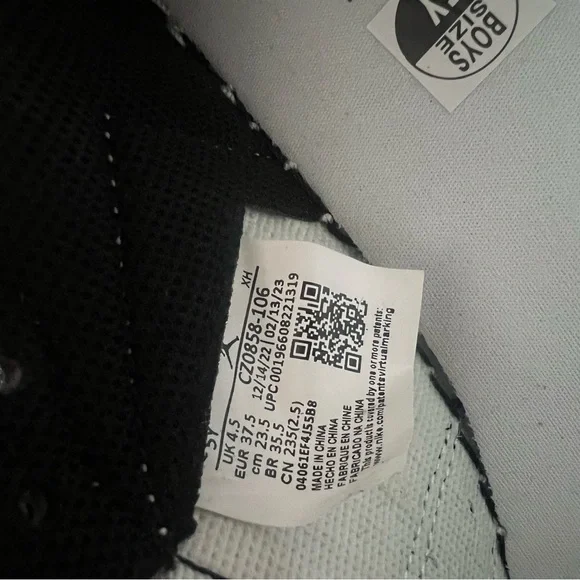 BOYS
SIZE
XH
CZ0858-106
12/14/22 02/13/23
UPC 00196608221319
5Y
UK 4.5
EUR 37.5
cm 23.5
BR 35.5
CN 235(2.5)
04061EF4J55B8
MADE IN CHINA
HECHO EN CHINA
FABRIQUE EN CHINE
FABRICADO NA CHINA
This product is covered by one or more patents:
www.nike.com/patentsvirtualmarking